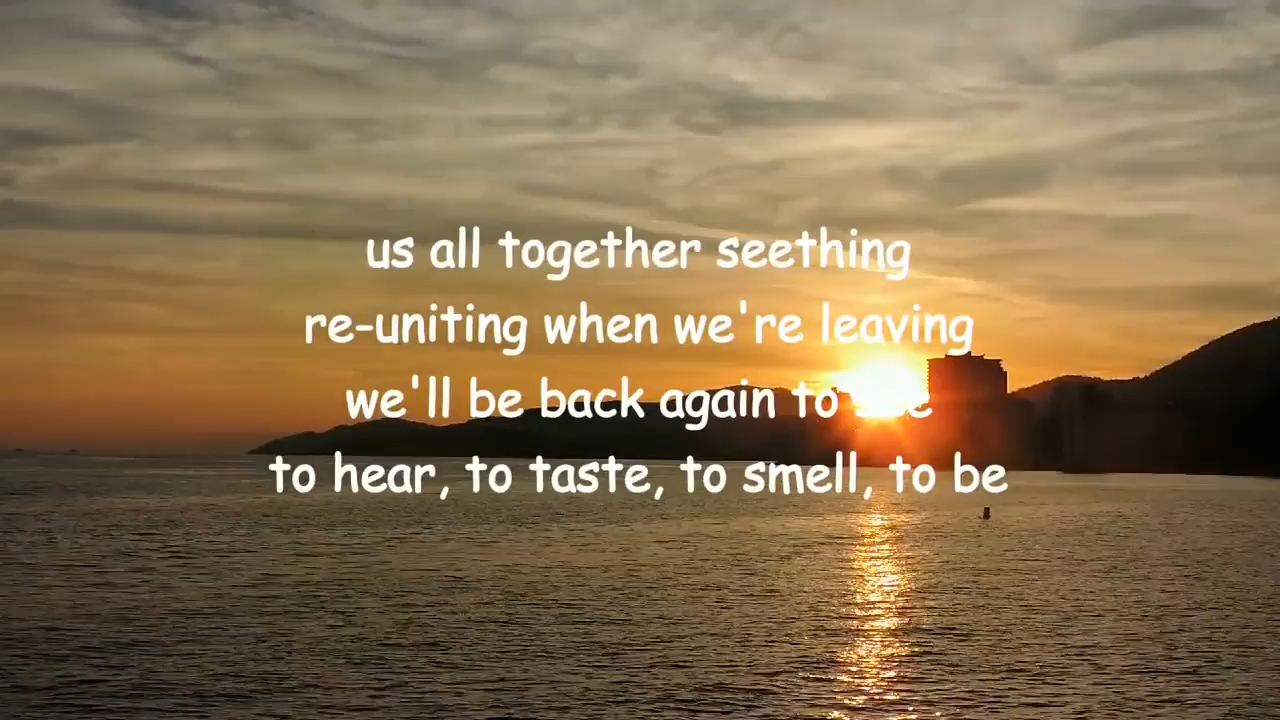 us all together seething
re-uniting when we're leaving
we'll be back again to see
to hear, to taste, to smell, to be